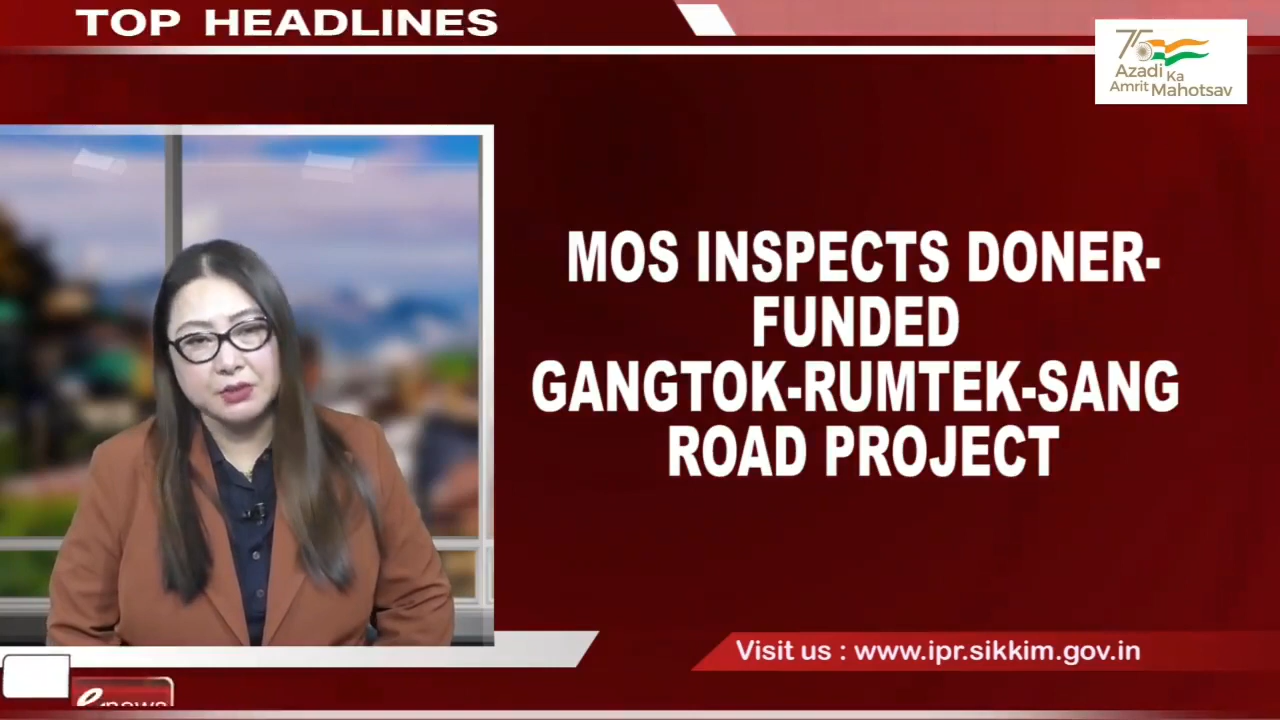 TOP HEADLINES
75
Azadi Ka
Amrit Mahotsav
MOS INSPECTS DONER-
FUNDED
GANGTOK-RUMTEK-SANG
ROAD PROJECT
Visit us : www.ipr.sikkim.gov.in
e news